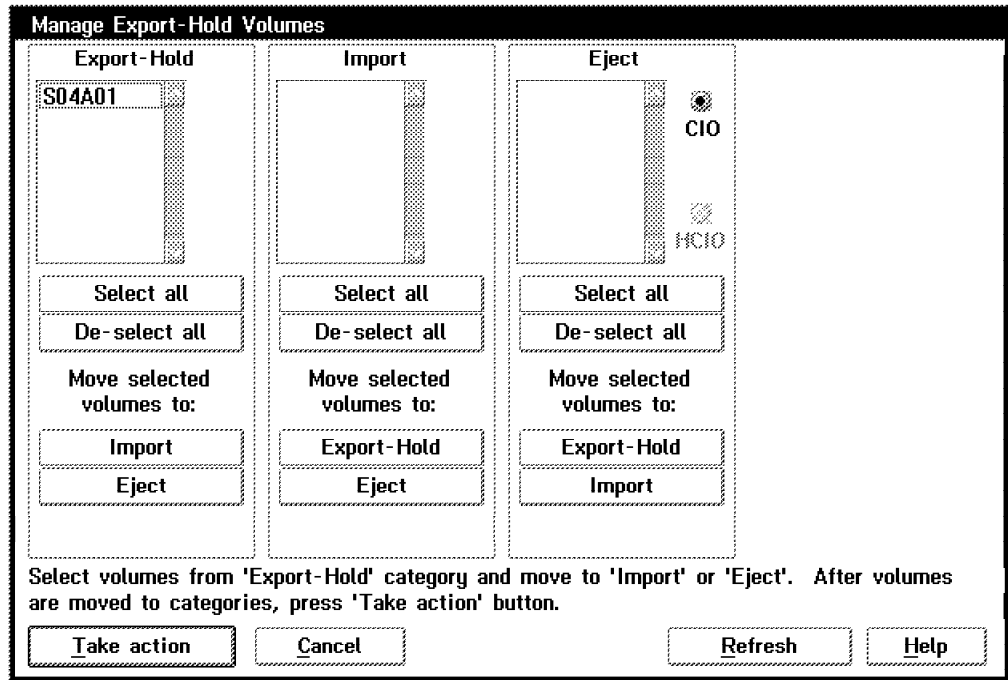 Manage Export-Hold Volumes
Export-Hold
S04A01
Select all
De-select all
Move selected
volumes to:
Import
Eject
Import
Select all
De-select all
Move selected
volumes to:
Export-Hold
Eject
Eject
CIO
HCIO
Select all
De-select all
Move selected
volumes to:
Export-Hold
Import
Select volumes from 'Export-Hold' category and move to 'Import' or 'Eject'. After volumes
are moved to categories, press 'Take action' button.
Take action
Cancel
Refresh
Help